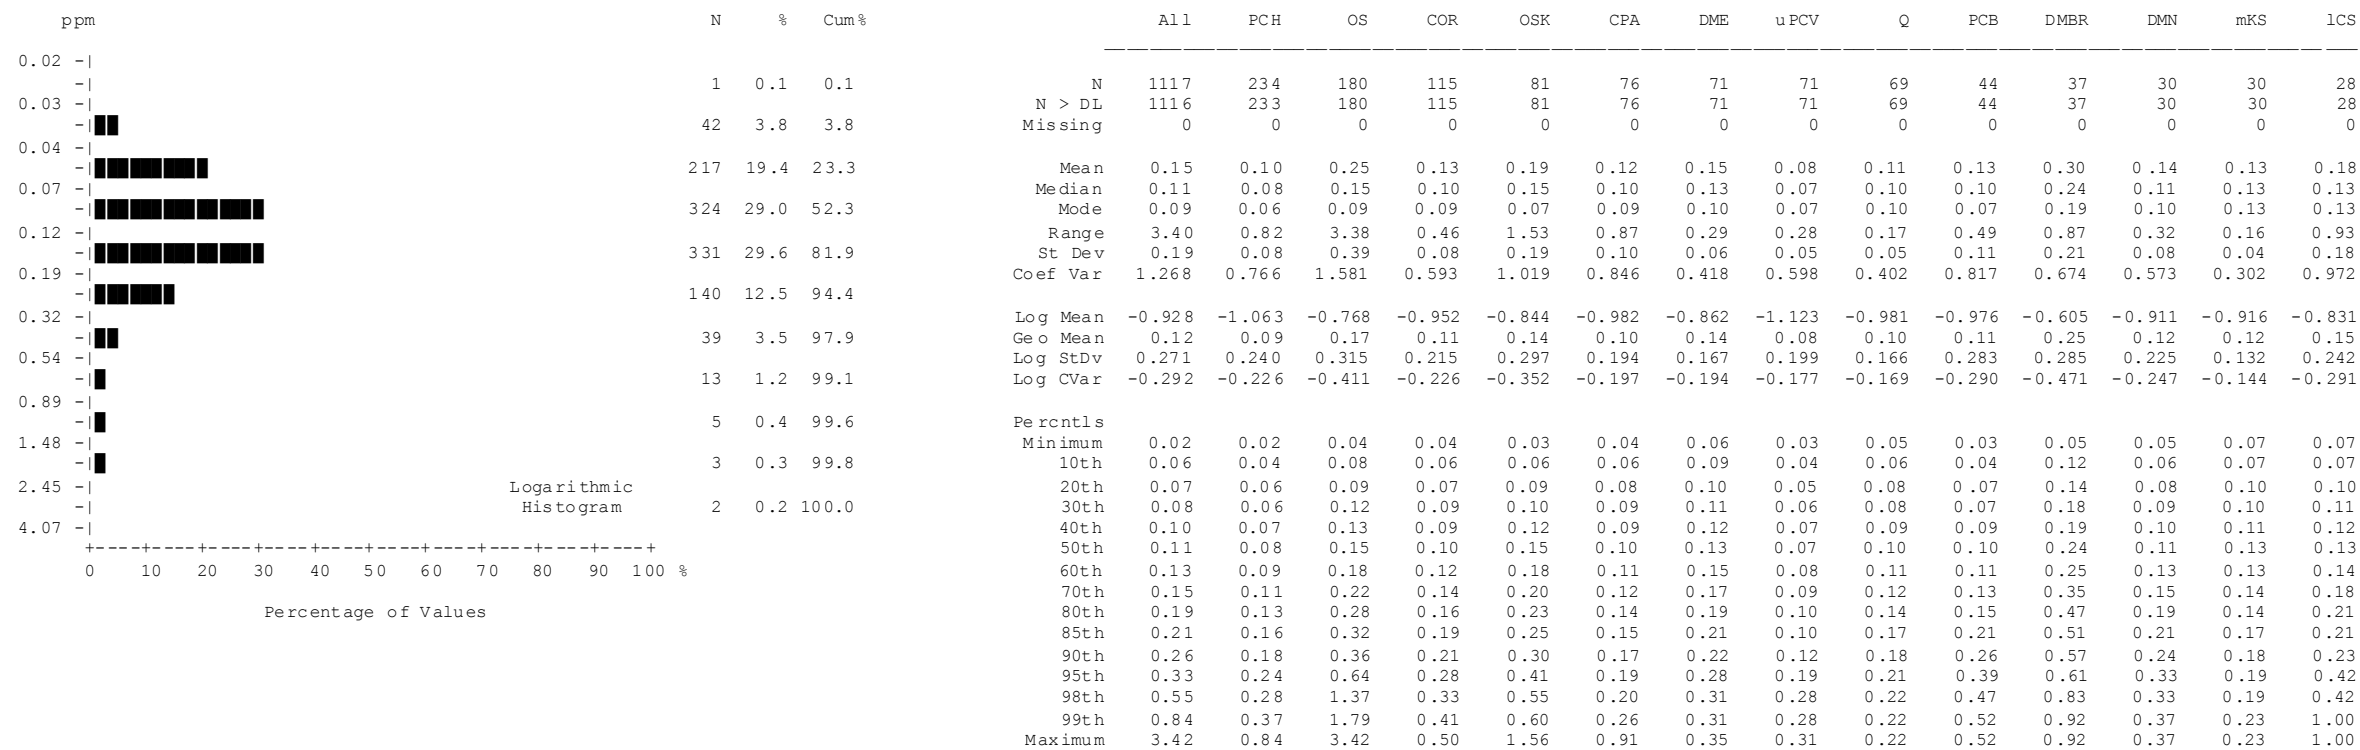 ppm N % Cum% All PCH OS COR OSK CPA DME uPCV Q PCB DMBR DMN mKS lCS
0.02 -|
-| 1 0.1 0.1 N 1117 234 180 115 81 76 71 71 69 44 37 30 30 28
0.03 -| N > DL 1116 233 180 115 81 76 71 71 69 44 37 30 30 28
-| 42 3.8 3.8 Missing 0 0 0 0 0 0 0 0 0 0 0 0 0 0
0.04 -|
-| 217 19.4 23.3 Mean 0.15 0.10 0.25 0.13 0.19 0.12 0.15 0.08 0.11 0.13 0.30 0.14 0.13 0.18
0.07 -| Median 0.11 0.08 0.15 0.10 0.15 0.10 0.13 0.07 0.10 0.10 0.24 0.11 0.13 0.13
-| 324 29.0 52.3 Mode 0.09 0.06 0.09 0.09 0.07 0.09 0.10 0.07 0.10 0.07 0.19 0.10 0.13 0.13
0.12 -| Range 3.40 0.82 3.38 0.46 1.53 0.87 0.29 0.28 0.17 0.49 0.87 0.32 0.16 0.93
-| 331 29.6 81.9 St Dev 0.19 0.08 0.39 0.08 0.19 0.10 0.06 0.05 0.05 0.11 0.21 0.08 0.04 0.18
0.19 -| Coef Var 1.268 0.766 1.581 0.593 1.019 0.846 0.418 0.598 0.402 0.817 0.674 0.573 0.302 0.972
-| 140 12.5 94.4
0.32 -| Log Mean -0.928 -1.063 -0.768 -0.952 -0.844 -0.982 -0.862 -1.123 -0.981 -0.976 -0.605 -0.911 -0.916 -0.831
-| 39 3.5 97.9 Geo Mean 0.12 0.09 0.17 0.11 0.14 0.10 0.14 0.08 0.10 0.11 0.25 0.12 0.12 0.15
0.54 -| Log StDv 0.271 0.240 0.315 0.215 0.297 0.194 0.167 0.199 0.166 0.283 0.285 0.225 0.132 0.242
-| 13 1.2 99.1 Log CVar -0.292 -0.226 -0.411 -0.226 -0.352 -0.197 -0.194 -0.177 -0.169 -0.290 -0.471 -0.247 -0.144 -0.291
0.89 -|
-| 5 0.4 99.6 Percntls
1.48 -| Minimum 0.02 0.02 0.04 0.04 0.03 0.04 0.06 0.03 0.05 0.03 0.05 0.05 0.07 0.07
-| 3 0.3 99.8 10th 0.06 0.04 0.08 0.06 0.06 0.06 0.09 0.04 0.06 0.04 0.12 0.06 0.07 0.07
2.45 -| Logarithmic 20th 0.07 0.06 0.09 0.07 0.09 0.08 0.10 0.05 0.08 0.07 0.14 0.08 0.10 0.10
-| Histogram 2 0.2 100.0 30th 0.08 0.06 0.12 0.09 0.10 0.09 0.11 0.06 0.08 0.07 0.18 0.09 0.10 0.11
4.07 -| 40th 0.10 0.07 0.13 0.09 0.12 0.09 0.12 0.07 0.09 0.09 0.19 0.10 0.11 0.12
+----+----+----+----+----+----+----+----+----+----+ 50th 0.11 0.08 0.15 0.10 0.15 0.10 0.13 0.07 0.10 0.10 0.24 0.11 0.13 0.13
0 10 20 30 40 50 60 70 80 90 100 % 60th 0.13 0.09 0.18 0.12 0.18 0.11 0.15 0.08 0.11 0.11 0.25 0.13 0.13 0.14
70th 0.15 0.11 0.22 0.14 0.20 0.12 0.17 0.09 0.12 0.13 0.35 0.15 0.14 0.18
Percentage of Values 80th 0.19 0.13 0.28 0.16 0.23 0.14 0.19 0.10 0.14 0.15 0.47 0.19 0.14 0.21
85th 0.21 0.16 0.32 0.19 0.25 0.15 0.21 0.10 0.17 0.21 0.51 0.21 0.17 0.21
90th 0.26 0.18 0.36 0.21 0.30 0.17 0.22 0.12 0.18 0.26 0.57 0.24 0.18 0.23
95th 0.33 0.24 0.64 0.28 0.41 0.19 0.28 0.19 0.21 0.39 0.61 0.33 0.19 0.42
98th 0.55 0.28 1.37 0.33 0.55 0.20 0.31 0.28 0.22 0.47 0.83 0.33 0.19 0.42
99th 0.84 0.37 1.79 0.41 0.60 0.26 0.31 0.28 0.22 0.52 0.92 0.37 0.23 1.00
Maximum 3.42 0.84 3.42 0.50 1.56 0.91 0.35 0.31 0.22 0.52 0.92 0.37 0.23 1.00